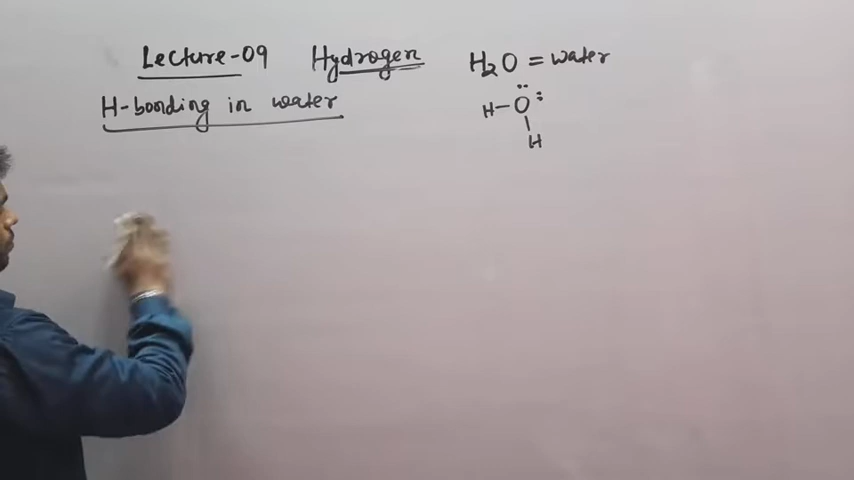 Lecture-09 Hydrogen H₂O = water
H-bonding in water
H-O
H